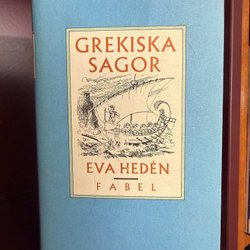 GREKISKA
SAGOR
EVA HEDÉN
FABEL